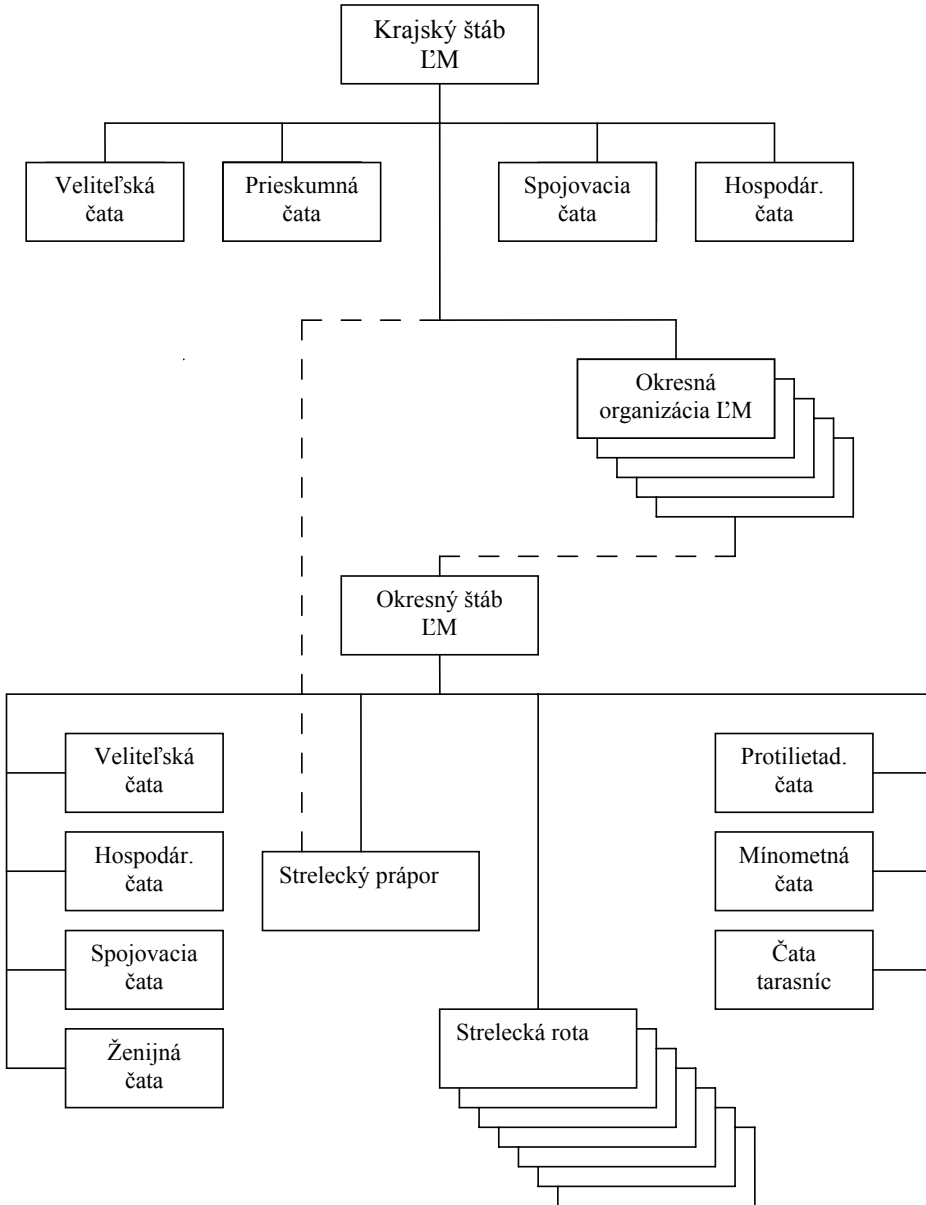 Krajský štáb
ĽM
Veliteľská
čata
Prieskumná
čata
Spojovacia
čata
Hospodár.
čata
Okresná
organizácia ĽM
Okresný štáb
ĽM
Veliteľská
čata
Hospodár.
čata
Spojovacia
čata
Ženijná
čata
Strelecký prápor
Strelecká rota
Protilietad.
čata
Mínometná
čata
Čata
tarasníc